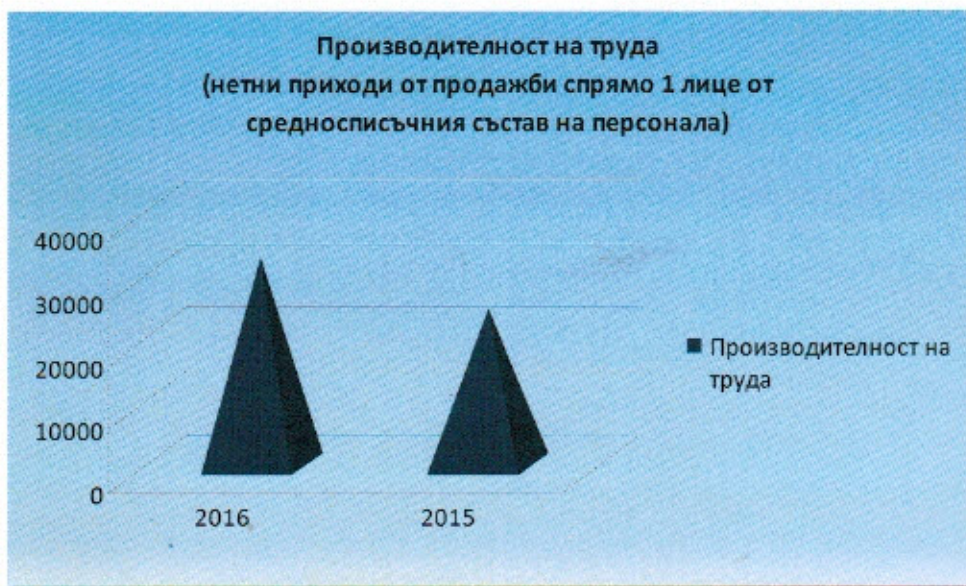 Производителност на труда
(нетни приходи от продажби спрямо 1 лице от
средносписъчния състав на персонала)
40000
30000
20000
10000
0
2016 2015
Производителност на
труда